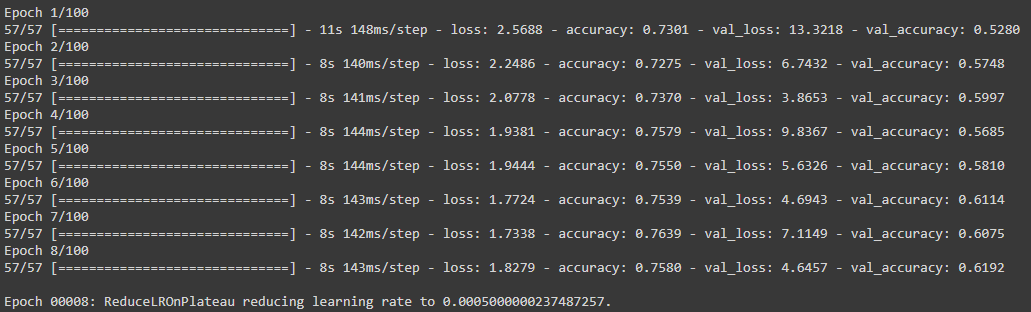 Epoch 1/100
57/57 [==============================] - 11s 148ms/step - loss: 2.5688 - accuracy: 0.7301 - val_loss: 13.3218 - val_accuracy: 0.5280
Epoch 2/100
57/57 [==============================] - 8s 140ms/step - loss: 2.2486 - accuracy: 0.7275 - val_loss: 6.7432 - val_accuracy: 0.5748
Epoch 3/100
57/57 [==============================] - 8s 141ms/step - loss: 2.0778 - accuracy: 0.7370 - val_loss: 3.8653 - val_accuracy: 0.5997
Epoch 4/100
57/57 [==============================] - 8s 144ms/step - loss: 1.9381 - accuracy: 0.7579 - val_loss: 9.8367 - val_accuracy: 0.5685
Epoch 5/100
57/57 [==============================] - 8s 144ms/step - loss: 1.9444 - accuracy: 0.7550 - val_loss: 5.6326 - val_accuracy: 0.5810
Epoch 6/100
57/57 [==============================] - 8s 143ms/step - loss: 1.7724 - accuracy: 0.7539 - val_loss: 4.6943 - val_accuracy: 0.6114
Epoch 7/100
57/57 [==============================] - 8s 142ms/step - loss: 1.7338 - accuracy: 0.7639 - val_loss: 7.1149 - val_accuracy: 0.6075
Epoch 8/100
57/57 [==============================] - 8s 143ms/step - loss: 1.8279 - accuracy: 0.7580 - val_loss: 4.6457 - val_accuracy: 0.6192
Epoch 00008: ReduceLROnPlateau reducing learning rate to 0.0005000000237487257.